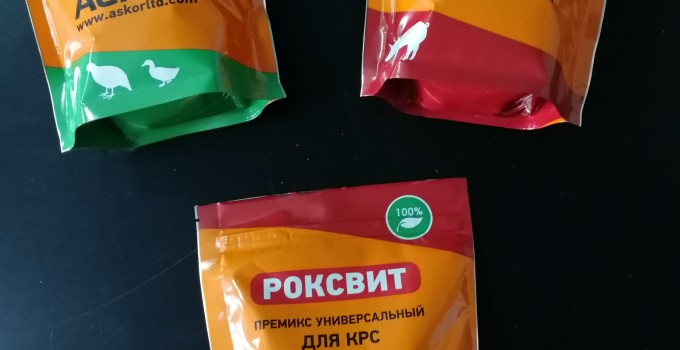 www.askorltd.com
100%
РОКСВИТ
ПРЕМИКС УНИВЕРСАЛЬНЫЙ
ДЛЯ КРС